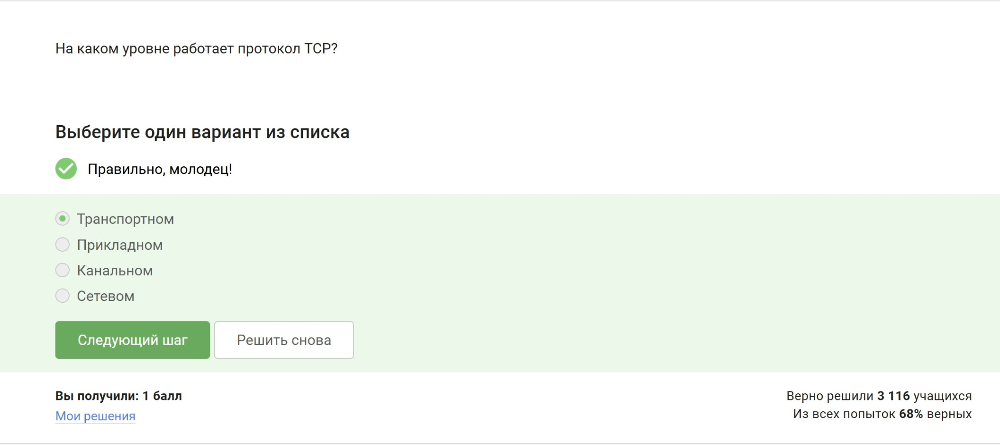 На каком уровне работает протокол TCP?
Выберите один вариант из списка
Правильно, молодец!
Транспортном
Прикладном
Канальном
Сетевом
Следующий шаг
Решить снова
Вы получили: 1 балл
Мои решения
Верно решили 3 116 учащихся
Из всех попыток 68% верных